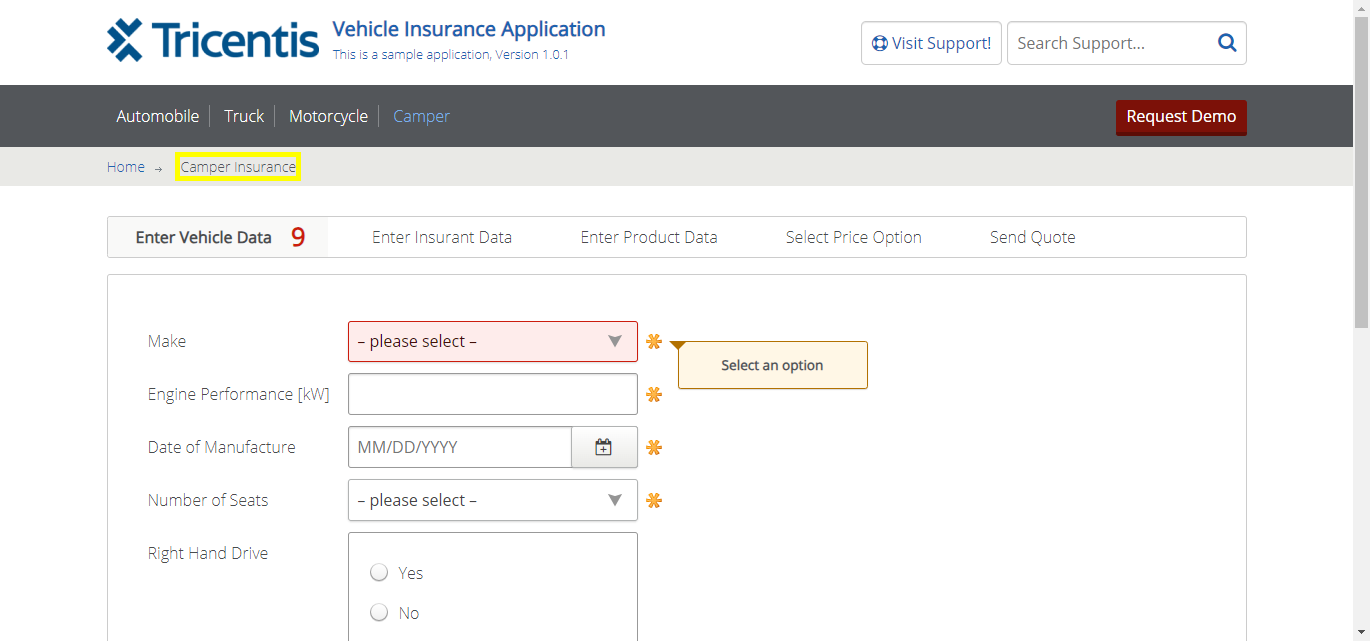 Tricentis
Vehicle Insurance Application
This is a sample application, Version 1.0.1
Visit Support!
Search Support...
Automobile
Truck
Motorcycle
Camper
Request Demo
Home → Camper Insurance
Enter Vehicle Data 9
Enter Insurant Data
Enter Product Data
Select Price Option
Send Quote
Make
– please select –
Select an option
Engine Performance [kW]
Date of Manufacture
MM/DD/YYYY
Number of Seats
– please select –
Right Hand Drive
Yes
No